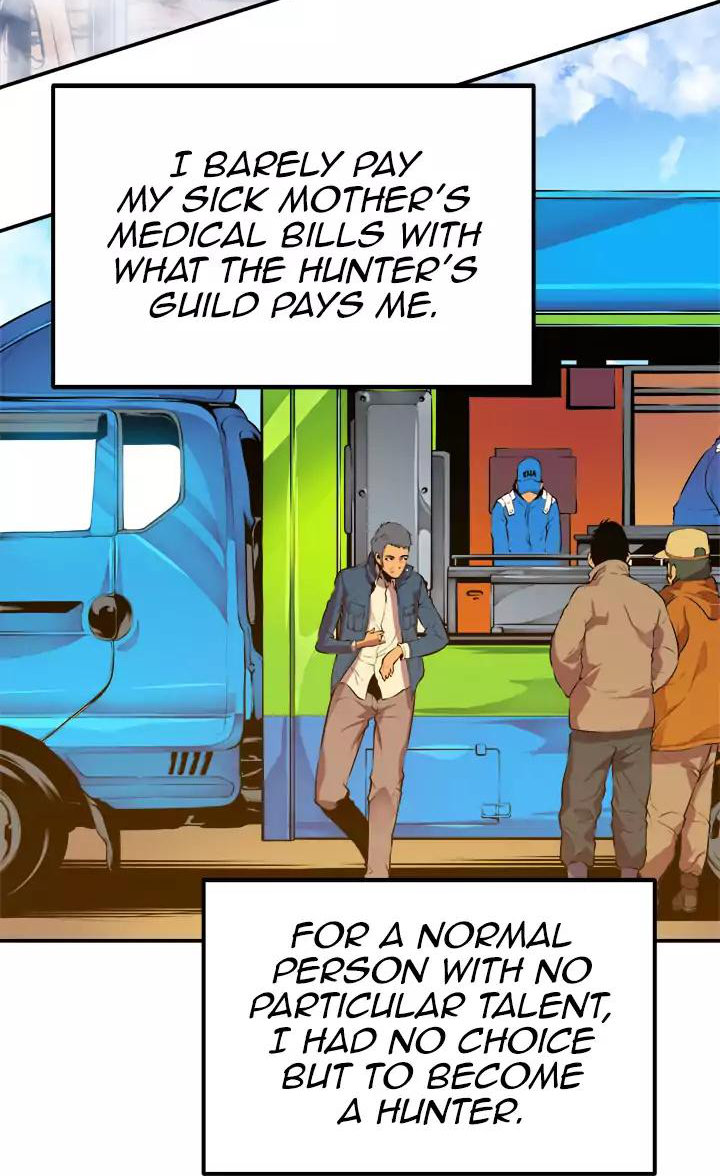 I BARELY PAY
MY SICK MOTHER'S
MEDICAL BILLS WITH
WHAT THE HUNTER'S
GUILD PAYS ME.
FOR A NORMAL
PERSON WITH NO
PARTICULAR TALENT,
I HAD NO CHOICE
BUT TO BECOME
A HUNTER.